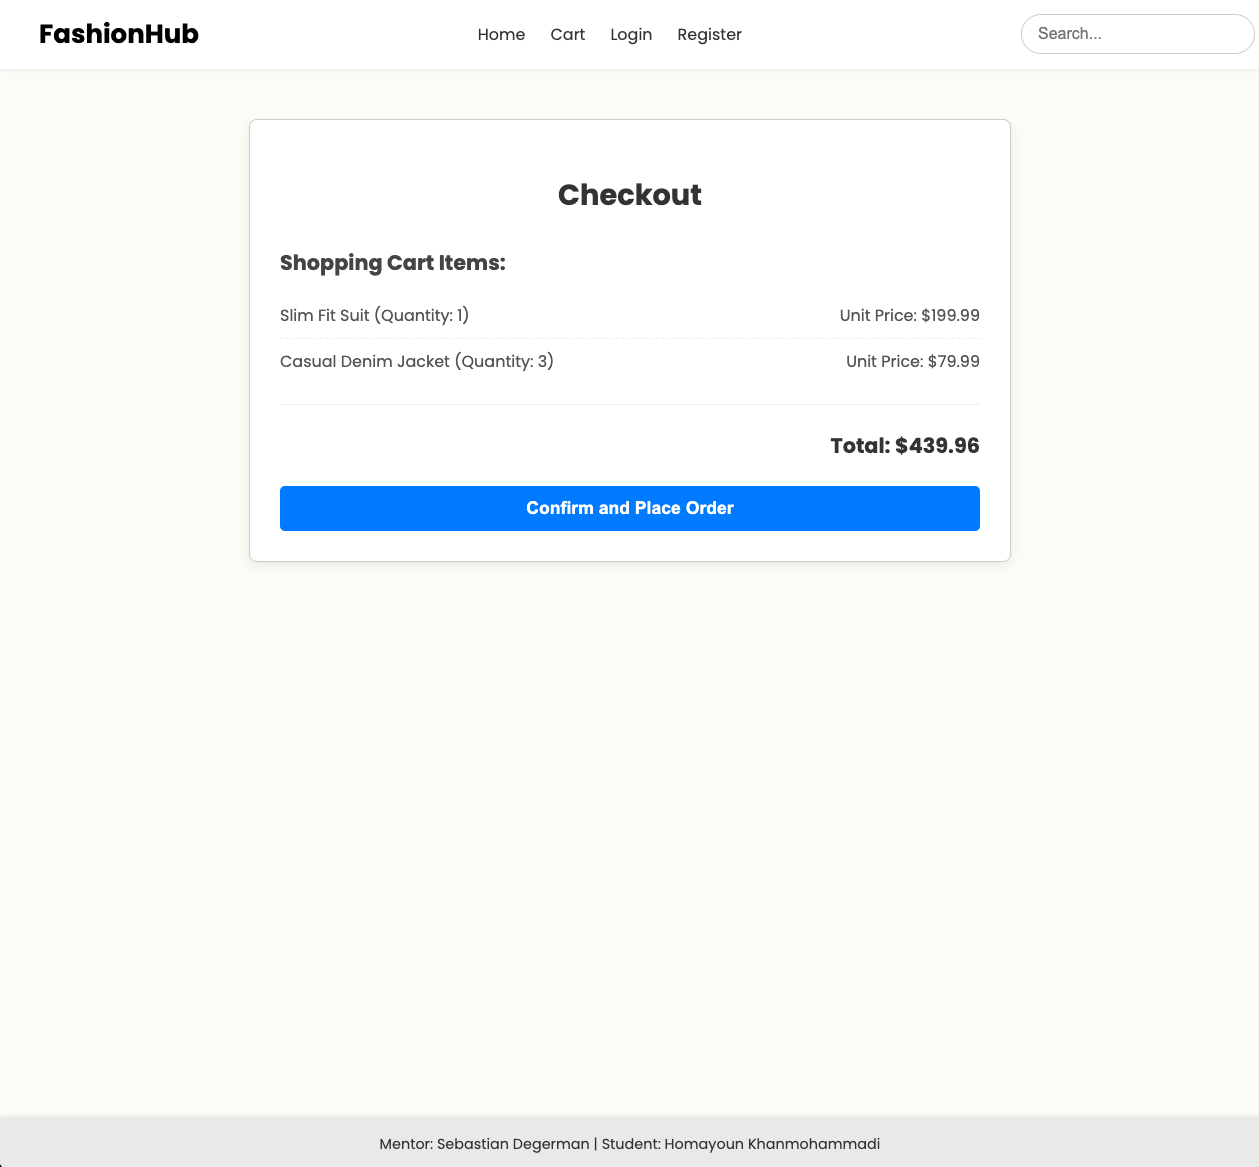 FashionHub
Home Cart Login Register
Search...
Checkout
Shopping Cart Items:
Slim Fit Suit (Quantity: 1) Unit Price: $199.99
Casual Denim Jacket (Quantity: 3) Unit Price: $79.99
Total: $439.96
Confirm and Place Order
Mentor: Sebastian Degerman | Student: Homayoun Khanmohammadi